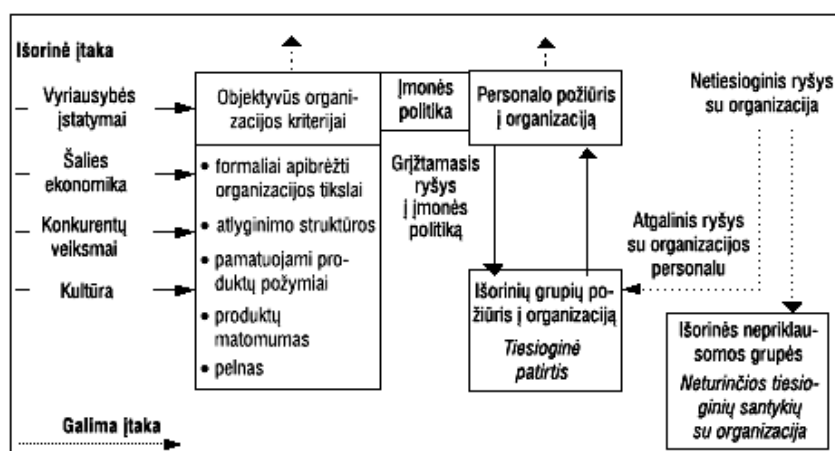 Išorinė įtaka
Vyriausybės
įstatymai
Šalies
ekonomika
Konkurentų
veiksmai
Kultūra
Objektyvūs organi-
zacijos kriterijai
• formaliai apibrėžti
organizacijos tikslai
• atlyginimo struktūros
• pamatuojami pro-
duktų požymiai
• produktų
matomumas
• pelnas
Įmonės
politika
Grįžtamasis
ryšys
į įmonės
politiką
Personalo požiūris
į organizaciją
Išorinių grupių po-
žiūris į organizaciją
Tiesioginė
patirtis
Netiesioginis ryšys
su organizacija
Atgalinis ryšys
su organizacijos
personalu
Išorinės nepriklau-
somos grupės
Neturinčios tiesio-
ginių santykių
su organizacija
Galima įtaka